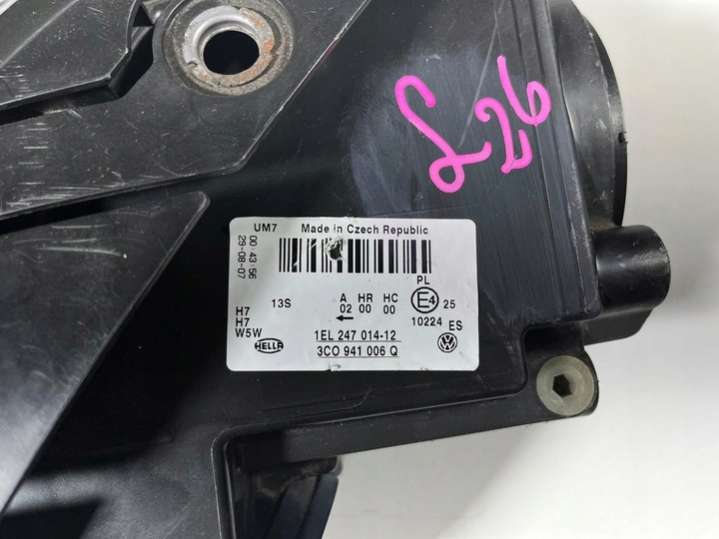 L26
UM7 Made in Czech Republic
00:43:56
29-08-07
PL
13S A HR HC E4 25
02 00 00
H7
H7
W5W
10224 ES
1EL 247 014-12
HELLA 3C0 941 006 Q VW